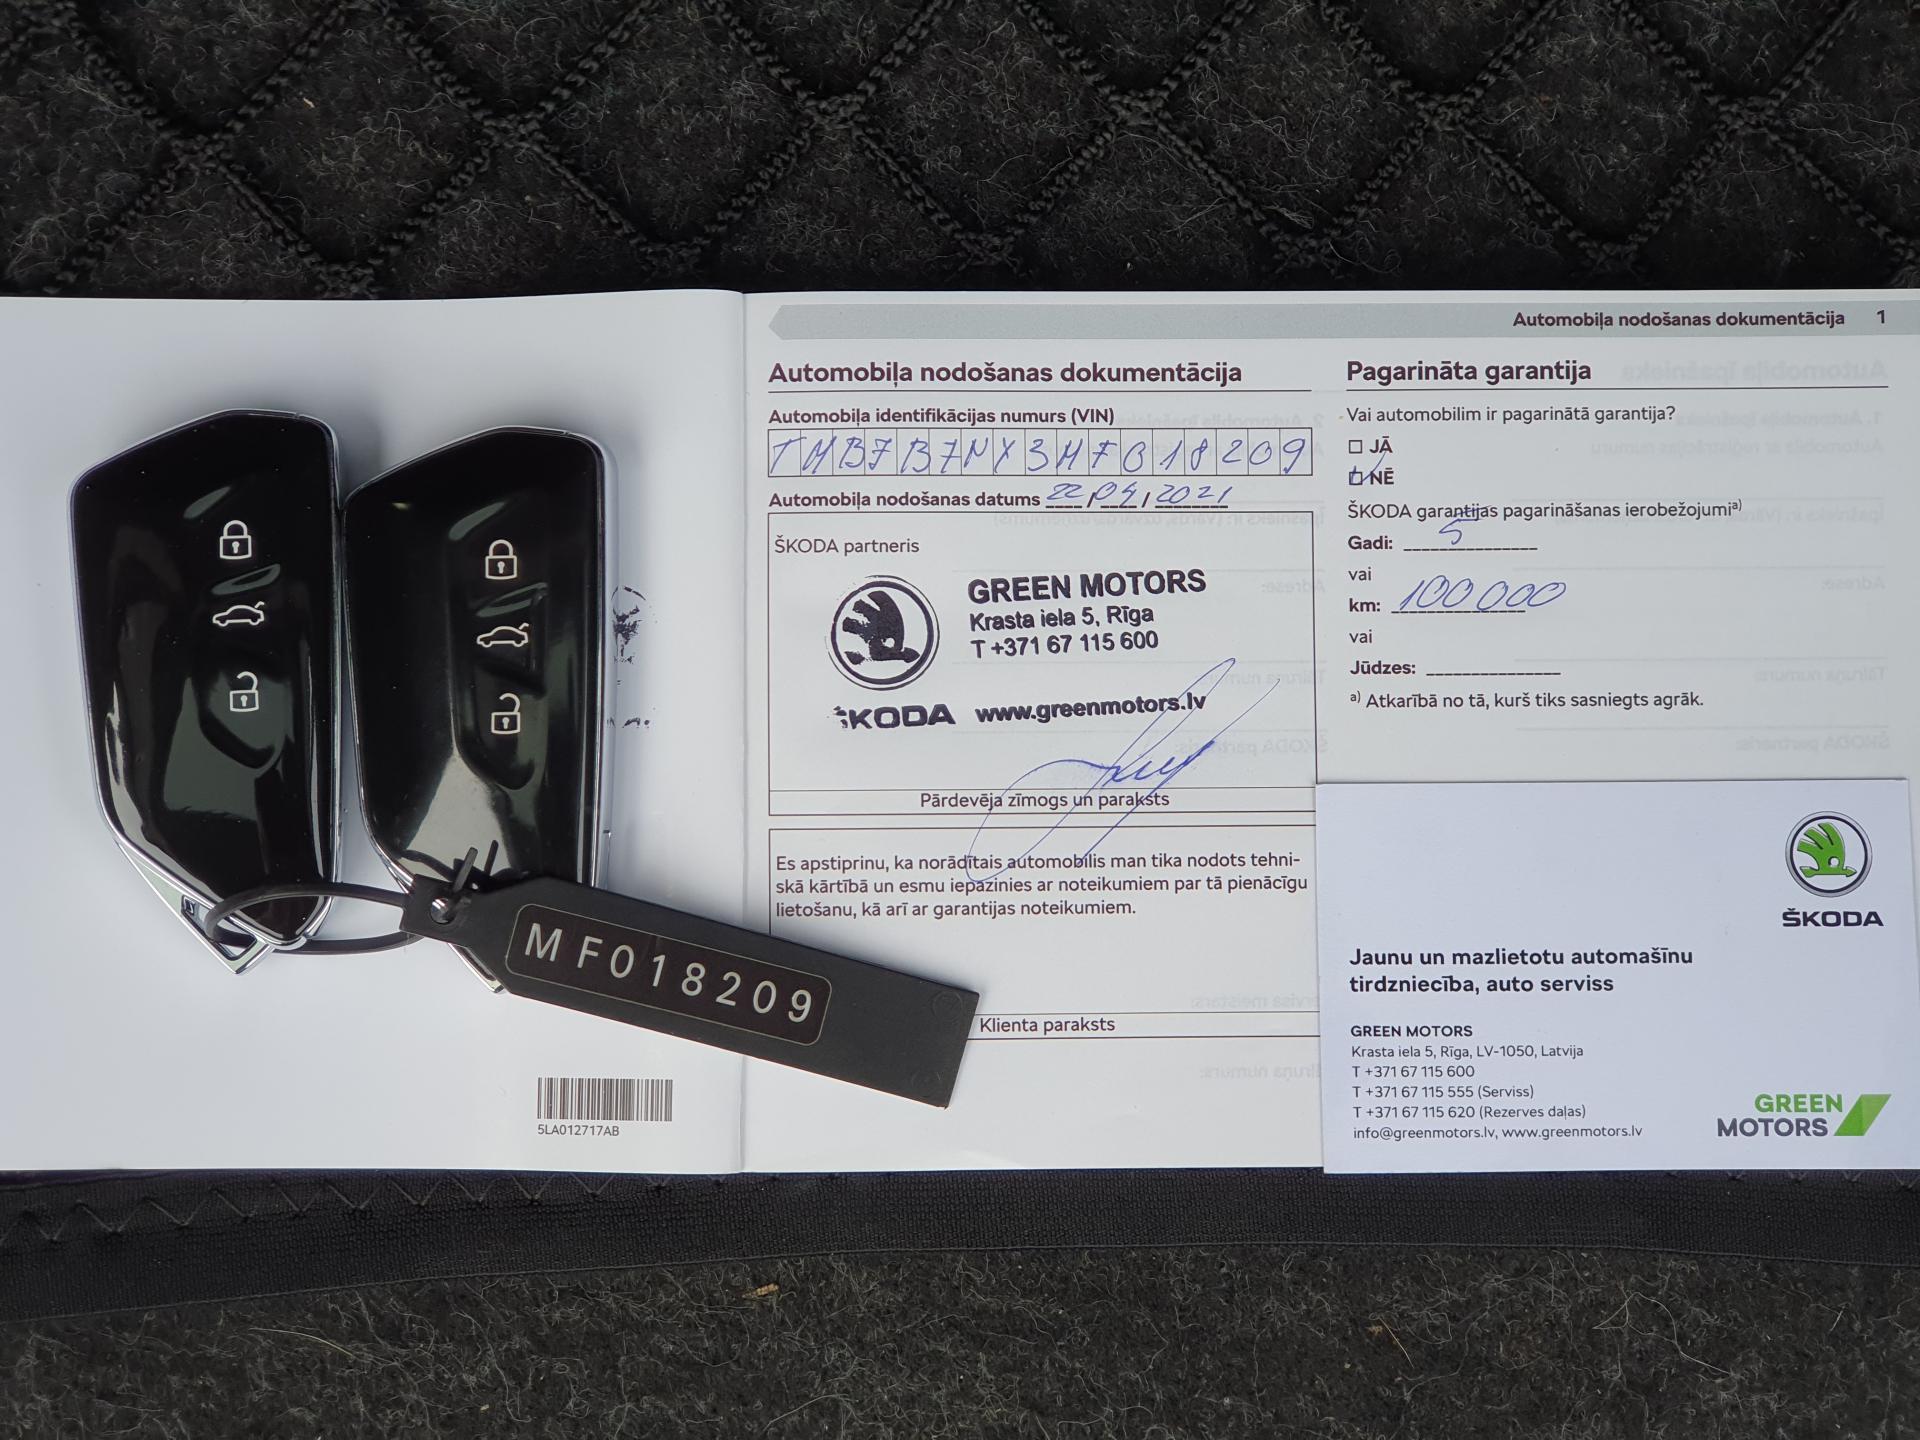 Automobiļa nodošanas dokumentācija 1
Automobiļa nodošanas dokumentācija
Automobiļa identifikācijas numurs (VIN)
TMB7B7NX3MF018209
Automobiļa nodošanas datums 22/04/2021
ŠKODA partneris
GREEN MOTORS
Krasta iela 5, Rīga
T +371 67 115 600
ŠKODA www.greenmotors.lv
Pārdevēja zīmogs un paraksts
Es apstiprinu, ka norādītais automobilis man tika nodots tehni-
skā kārtībā un esmu iepazinies ar noteikumiem par tā pienācīgu
lietošanu, kā arī ar garantijas noteikumiem.
Klienta paraksts
Pagarināta garantija
Vai automobilim ir pagarinātā garantija?
JĀ
NĒ
ŠKODA garantijas pagarināšanas ierobežojumi a)
Gadi: 5
vai
km: 100 000
vai
Jūdzes:
a) Atkarībā no tā, kurš tiks sasniegts agrāk.
MF018209
5LA012717AB
ŠKODA
Jaunu un mazlietotu automašīnu
tirdzniecība, auto serviss
GREEN MOTORS
Krasta iela 5, Rīga, LV-1050, Latvija
T +371 67 115 600
T +371 67 115 555 (Serviss)
T +371 67 115 620 (Rezerves daļas)
info@greenmotors.lv, www.greenmotors.lv
GREEN
MOTORS